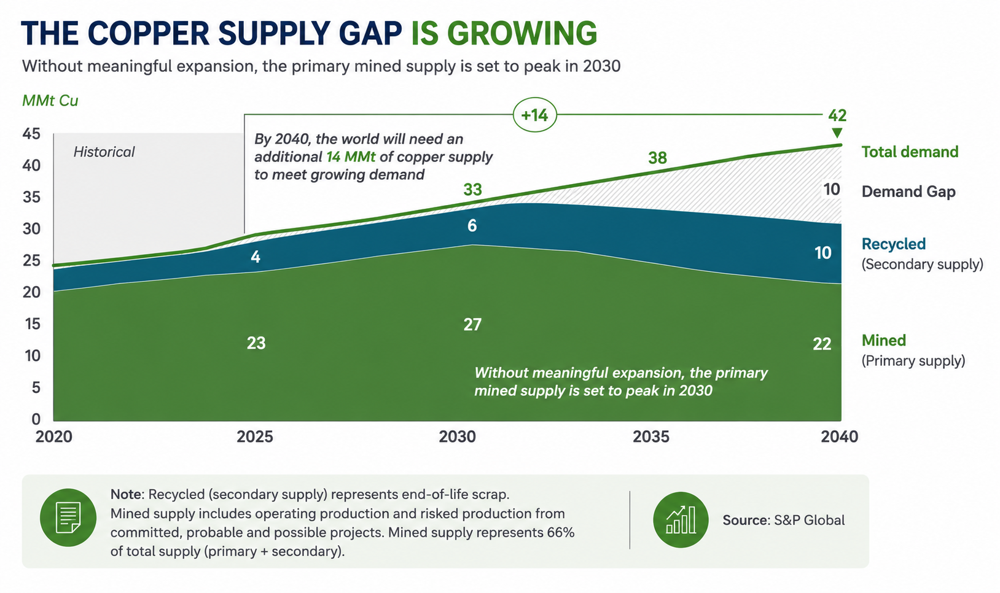 THE COPPER SUPPLY GAP IS GROWING
Without meaningful expansion, the primary mined supply is set to peak in 2030
MMt Cu
+14
42
45
40
35
30
25
20
15
10
5
0
Historical
By 2040, the world will need an
additional 14 MMt of copper supply
to meet growing demand
33
38
6
4
10
10
23
27
22
Without meaningful expansion, the primary
mined supply is set to peak in 2030
Total demand
Demand Gap
Recycled
(Secondary supply)
Mined
(Primary supply)
2020
2025
2030
2035
2040
Note: Recycled (secondary supply) represents end-of-life scrap.
Mined supply includes operating production and risked production from
committed, probable and possible projects. Mined supply represents 66%
of total supply (primary + secondary).
Source: S&P Global